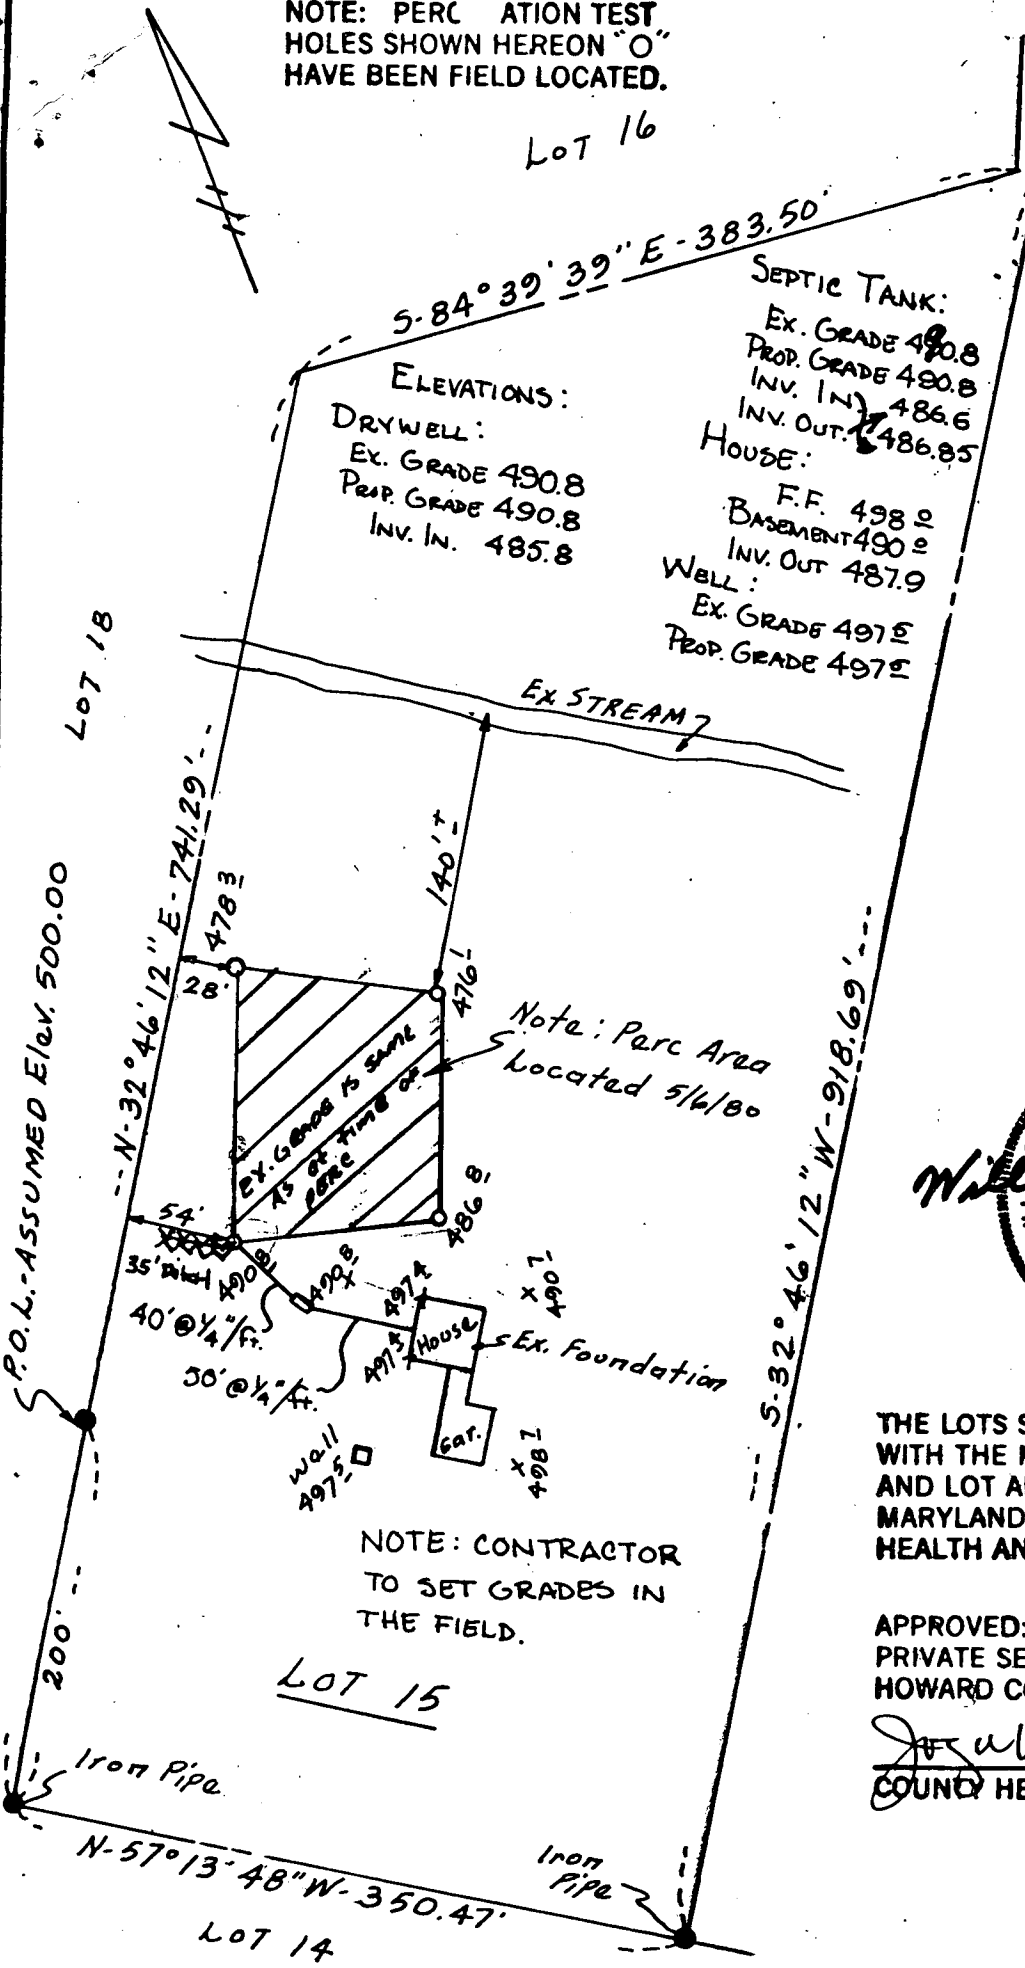 NOTE: PERC ATION TEST
HOLES SHOWN HEREON "O"
HAVE BEEN FIELD LOCATED.
LOT 16
S-84°39'39"E-383.50'
SEPTIC TANK:
EX. GRADE 490.8
PROP. GRADE 490.8
INV. IN 486.6
INV. OUT. 486.85
ELEVATIONS:
DRYWELL:
EX. GRADE 490.8
PROP. GRADE 490.8
INV. IN. 485.8
HOUSE:
F.F. 498 0
BASEMENT 490 0
INV. OUT 487.9
WELL:
EX. GRADE 497 5
PROP. GRADE 497 5
LOT 18
EX STREAM
140'±
N-32°46'12"E-741.29'
478 3
28'
476 1
Note: Perc Area
Located 5/6/80
EX. GRADE IS SAME
AS at TIME OF
PERC
P.O.L.-ASSUMED Elev. 500.00
S-32°46'12"W-918.69'
54'
486 8
35' Ditch
490 8
490 8
x
40'@1/4"/Ft.
50'@1/4"/Ft.
497 4
497 4
House
x
490 7
Ex. Foundation
Gar.
x
498 7
Well
497 5
THE LOTS S
WITH THE
AND LOT A
MARYLAND
HEALTH AN
NOTE: CONTRACTOR
TO SET GRADES IN
THE FIELD.
APPROVED:
PRIVATE SE
HOWARD CO
COUNTY HE
200'
LOT 15
Iron Pipe
N-57°13'48"W-350.47'
Iron
Pipe
LOT 14